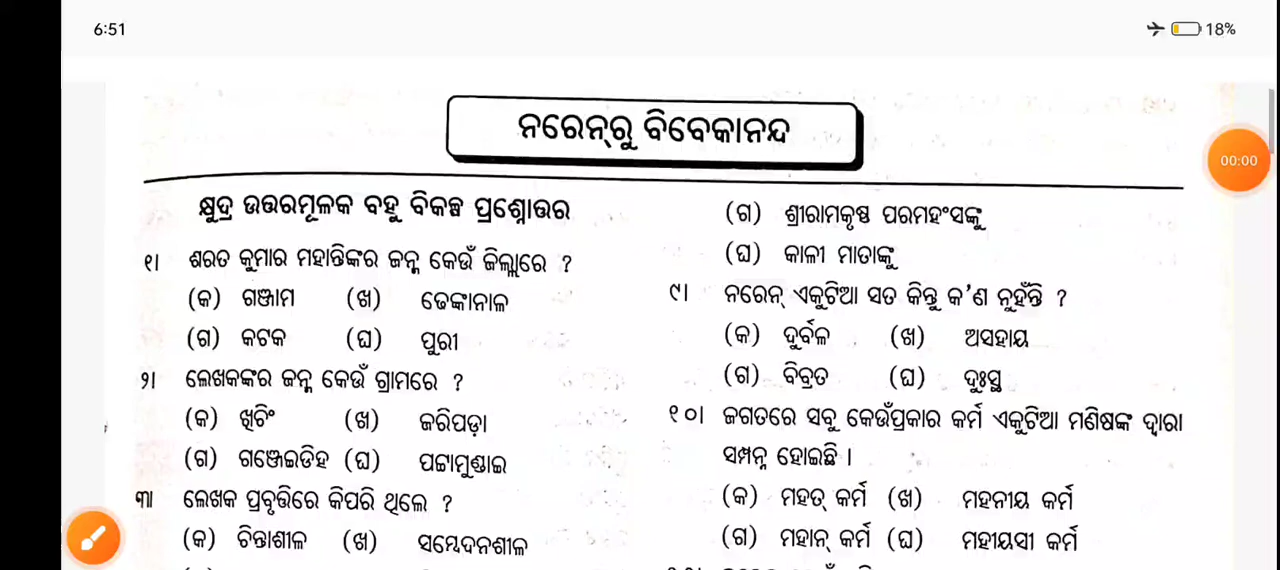 6:51
18%
ନରେନ୍‌ରୁ ବିବେକାନନ୍ଦ
00:00
କ୍ଷୁଦ୍ର ଉତ୍ତରମୂଳକ ବହୁ ବିକଳ୍ପ ପ୍ରଶ୍ନୋତ୍ତର
୧। ଶରତ କୁମାର ମହାନ୍ତିଙ୍କର ଜନ୍ମ କେଉଁ ଜିଲ୍ଲାରେ ?
(କ) ଗଞ୍ଜାମ (ଖ) ଢେଙ୍କାନାଳ
(ଗ) କଟକ (ଘ) ପୁରୀ
୨। ଲେଖକଙ୍କର ଜନ୍ମ କେଉଁ ଗ୍ରାମରେ ?
(କ) ଖିଚିଂ (ଖ) ଜରିପଡ଼ା
(ଗ) ଗଞ୍ଜେଇଡିହ (ଘ) ପଟ୍ଟାମୁଣ୍ଡାଇ
୩। ଲେଖକ ପ୍ରବୃତ୍ତିରେ କିପରି ଥିଲେ ?
(କ) ଚିନ୍ତାଶୀଳ (ଖ) ସମ୍ବେଦନଶୀଳ
(ଗ) ଶ୍ରୀରାମକୃଷ୍ଣ ପରମହଂସଙ୍କୁ
(ଘ) କାଳୀ ମାତାଙ୍କୁ
୯। ନରେନ୍ ଏକୁଟିଆ ସତ କିନ୍ତୁ କ'ଣ ନୁହଁନ୍ତି ?
(କ) ଦୁର୍ବଳ (ଖ) ଅସହାୟ
(ଗ) ବିବ୍ରତ (ଘ) ଦୁଃସ୍ଥ
୧୦। ଜଗତରେ ସବୁ କେଉଁପ୍ରକାର କର୍ମ ଏକୁଟିଆ ମଣିଷଙ୍କ ଦ୍ୱାରା
ସମ୍ପନ୍ନ ହୋଇଛି ।
(କ) ମହତ୍ କର୍ମ (ଖ) ମହନୀୟ କର୍ମ
(ଗ) ମହାନ୍ କର୍ମ (ଘ) ମହୀୟସୀ କର୍ମ